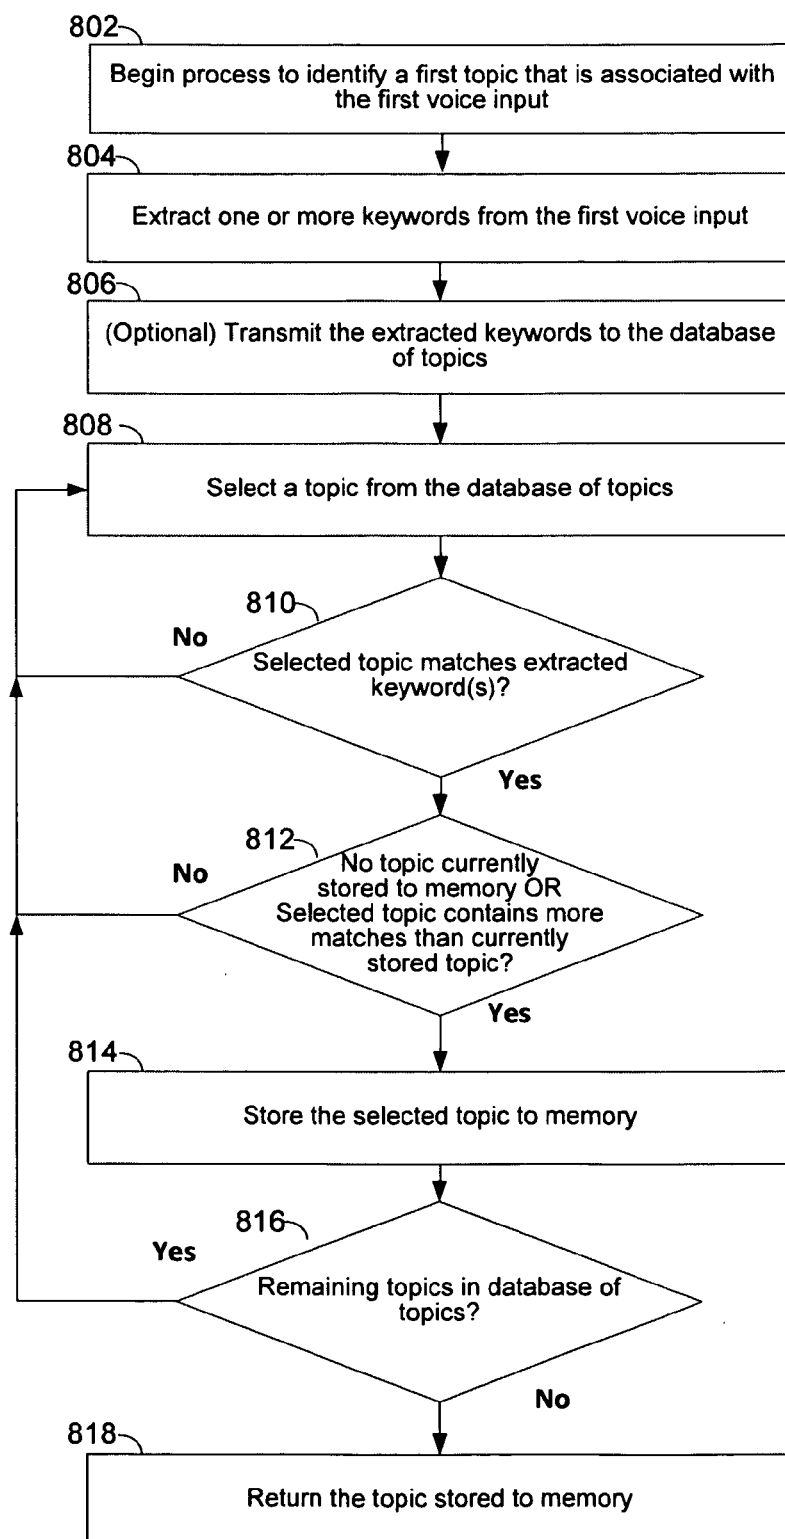 802
Begin process to identify a first topic that is associated with
the first voice input
804
Extract one or more keywords from the first voice input
806
(Optional) Transmit the extracted keywords to the database
of topics
808
Select a topic from the database of topics
810
No
Selected topic matches extracted
keyword(s)?
Yes
812
No
No topic currently
stored to memory OR
Selected topic contains more
matches than currently
stored topic?
Yes
814
Store the selected topic to memory
816
Yes
Remaining topics in database of
topics?
No
818
Return the topic stored to memory